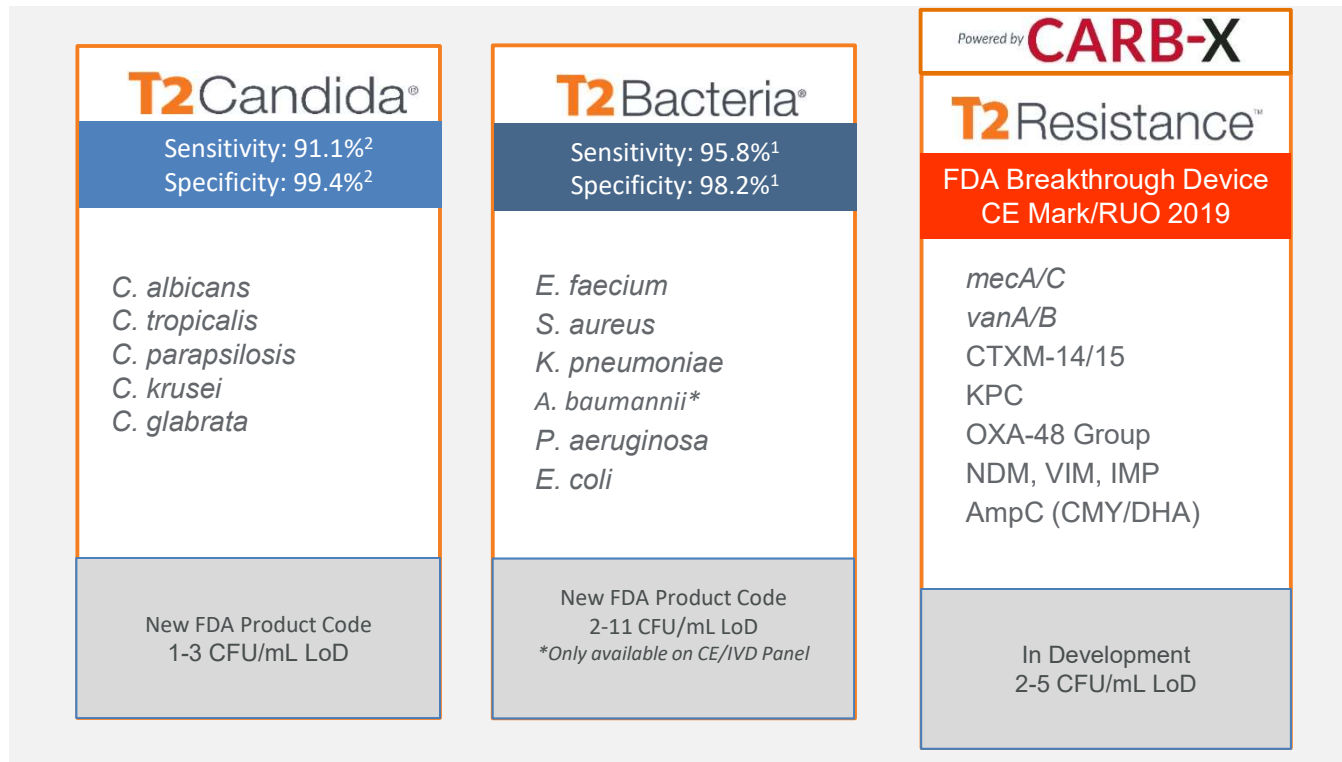 T2Candida®
Sensitivity: 91.1%2
Specificity: 99.4%2
C. albicans
C. tropicalis
C. parapsilosis
C. krusei
C. glabrata
New FDA Product Code
1-3 CFU/mL LoD
T2Bacteria®
Sensitivity: 95.8%1
Specificity: 98.2%1
E. faecium
S. aureus
K. pneumoniae
A. baumannii*
P. aeruginosa
E. coli
New FDA Product Code
2-11 CFU/mL LoD
*Only available on CE/IVD Panel
Powered by CARB-X
T2Resistance™
FDA Breakthrough Device
CE Mark/RUO 2019
mecA/C
vanA/B
CTXM-14/15
KPC
OXA-48 Group
NDM, VIM, IMP
AmpC (CMY/DHA)
In Development
2-5 CFU/mL LoD